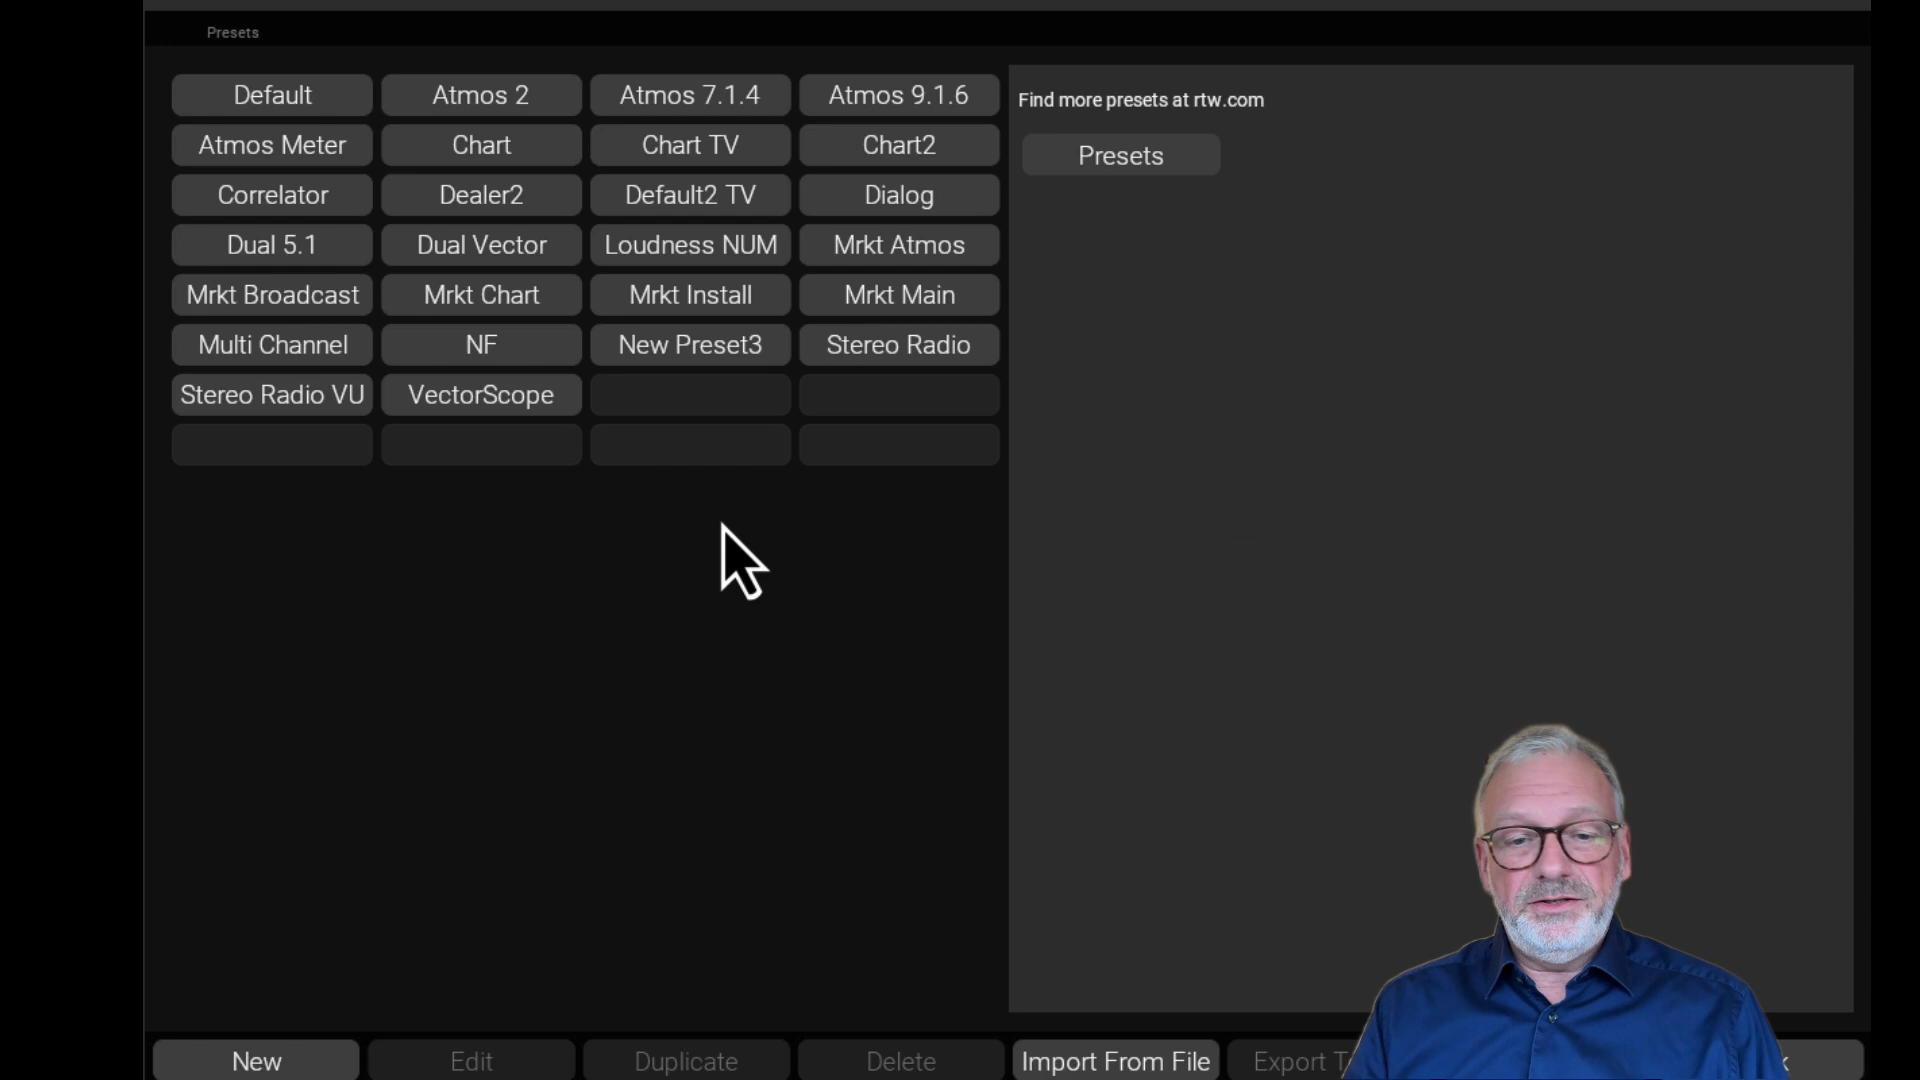 Presets
Default Atmos 2 Atmos 7.1.4 Atmos 9.1.6
Atmos Meter Chart Chart TV Chart2
Correlator Dealer2 Default2 TV Dialog
Dual 5.1 Dual Vector Loudness NUM Mrkt Atmos
Mrkt Broadcast Mrkt Chart Mrkt Install Mrkt Main
Multi Channel NF New Preset3 Stereo Radio
Stereo Radio VU VectorScope
Find more presets at rtw.com
Presets
New Edit Duplicate Delete Import From File Export